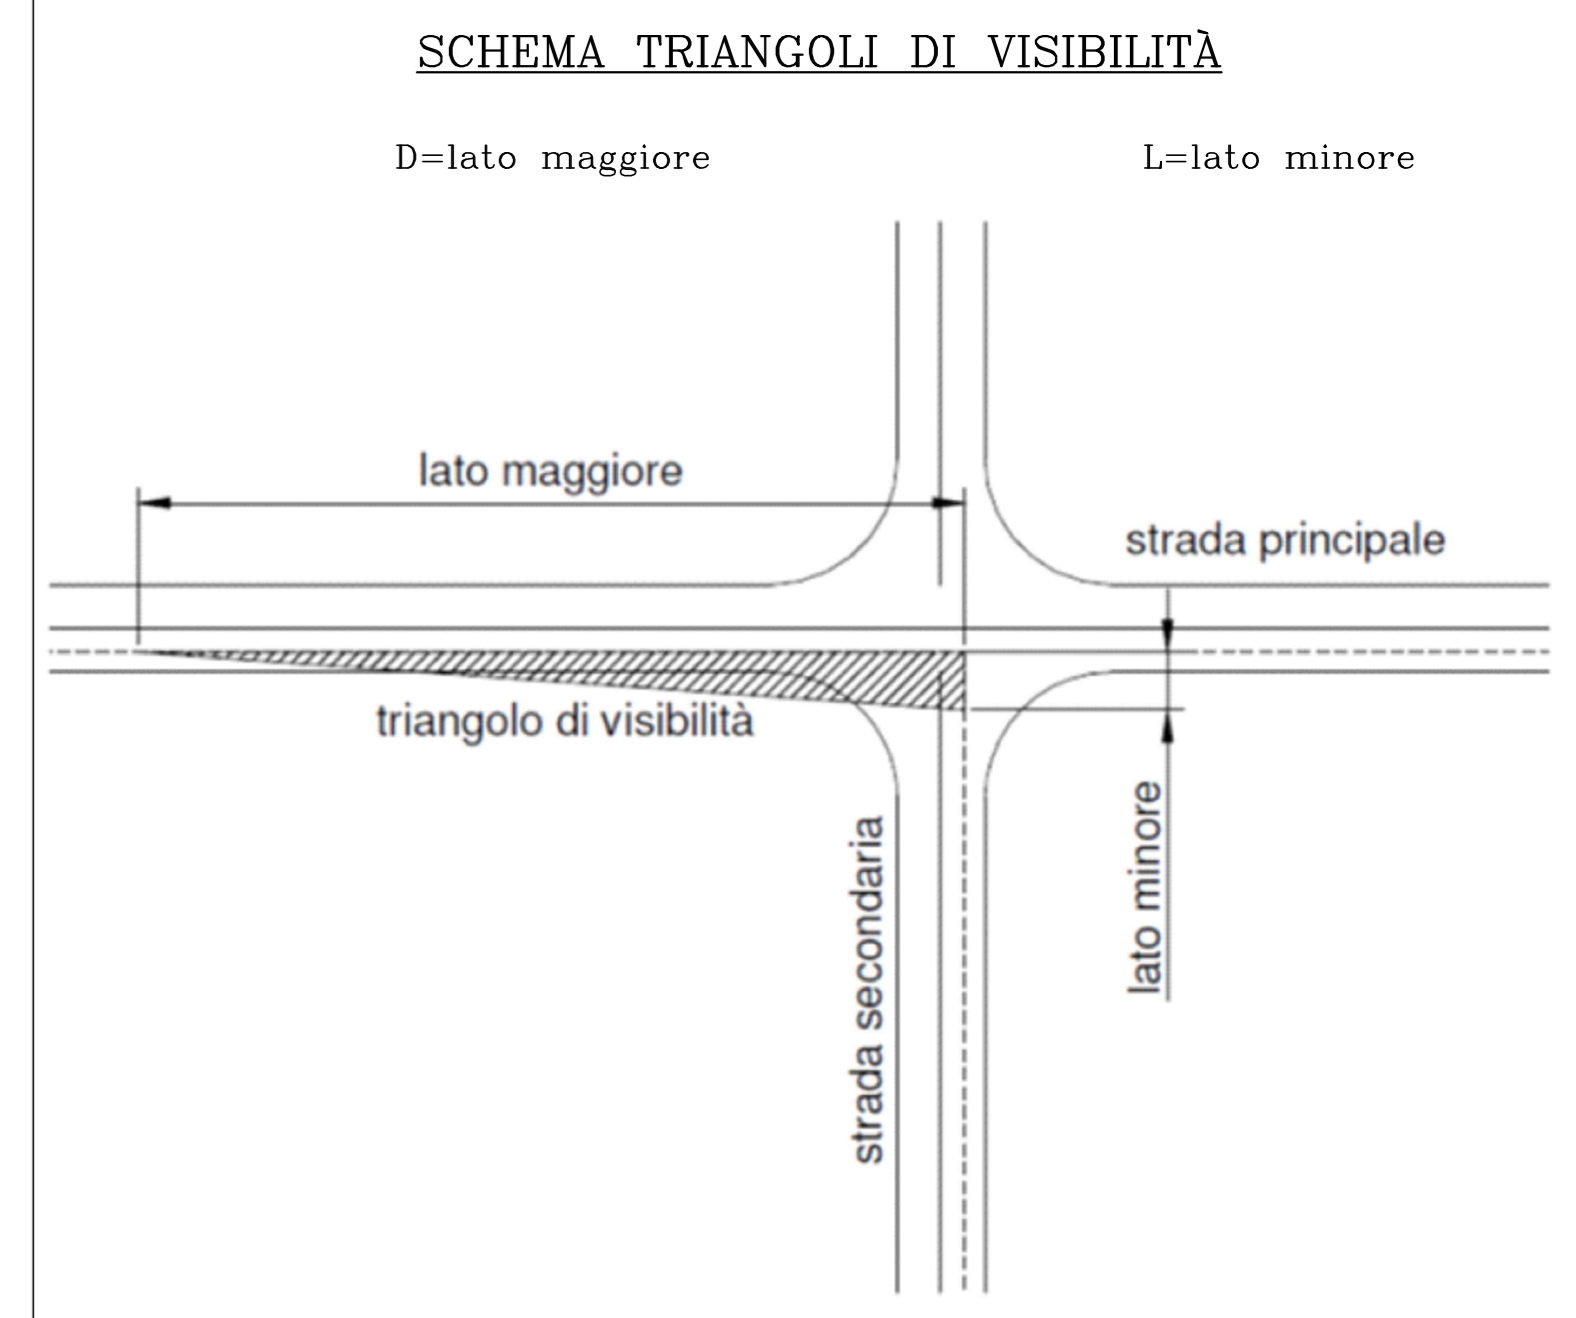 SCHEMA TRIANGOLI DI VISIBILITÀ
D=lato maggiore
L=lato minore
lato maggiore
strada principale
triangolo di visibilità
strada secondaria
lato minore